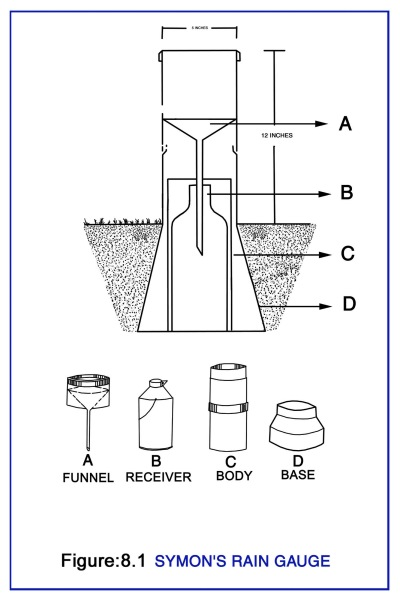 5 INCHES
A
12 INCHES
B
C
D
A
FUNNEL
B
RECEIVER
C
BODY
D
BASE
Figure:8.1 SYMON'S RAIN GAUGE